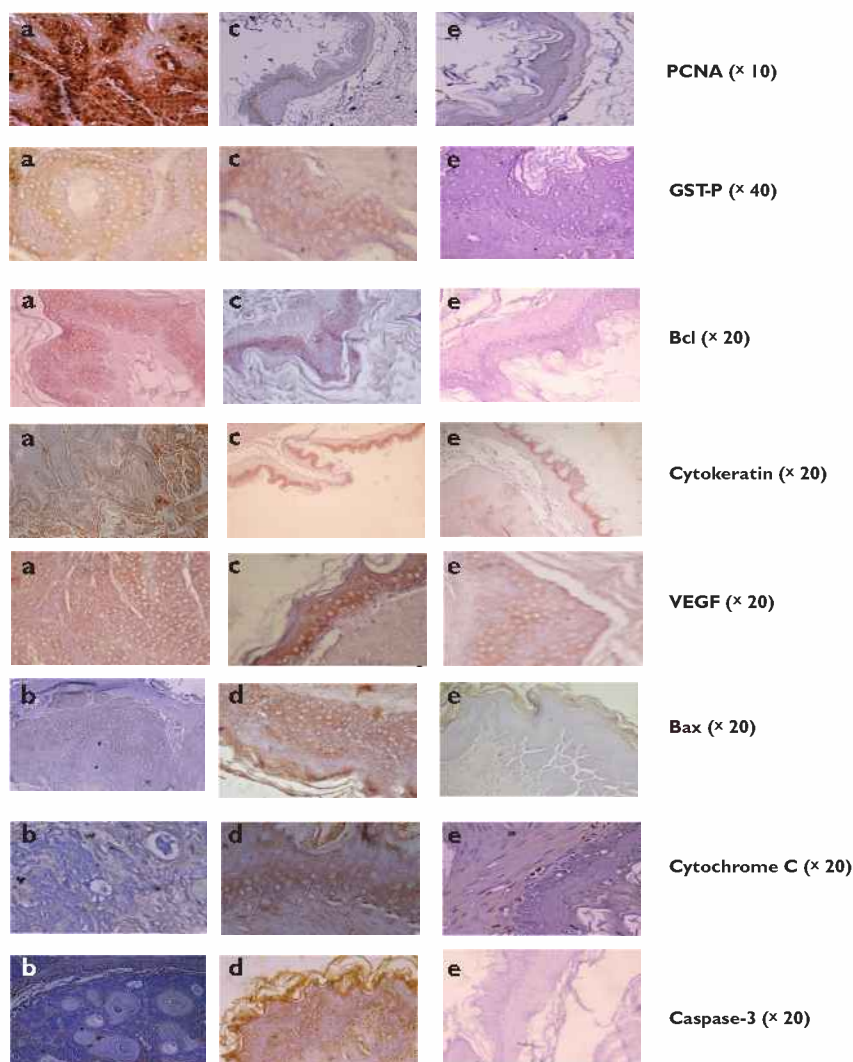 a c e PCNA (× 10)
a c e GST-P (× 40)
a c e Bcl (× 20)
a c e Cytokeratin (× 20)
a c e VEGF (× 20)
b d e Bax (× 20)
b d e Cytochrome C (× 20)
b d e Caspase-3 (× 20)